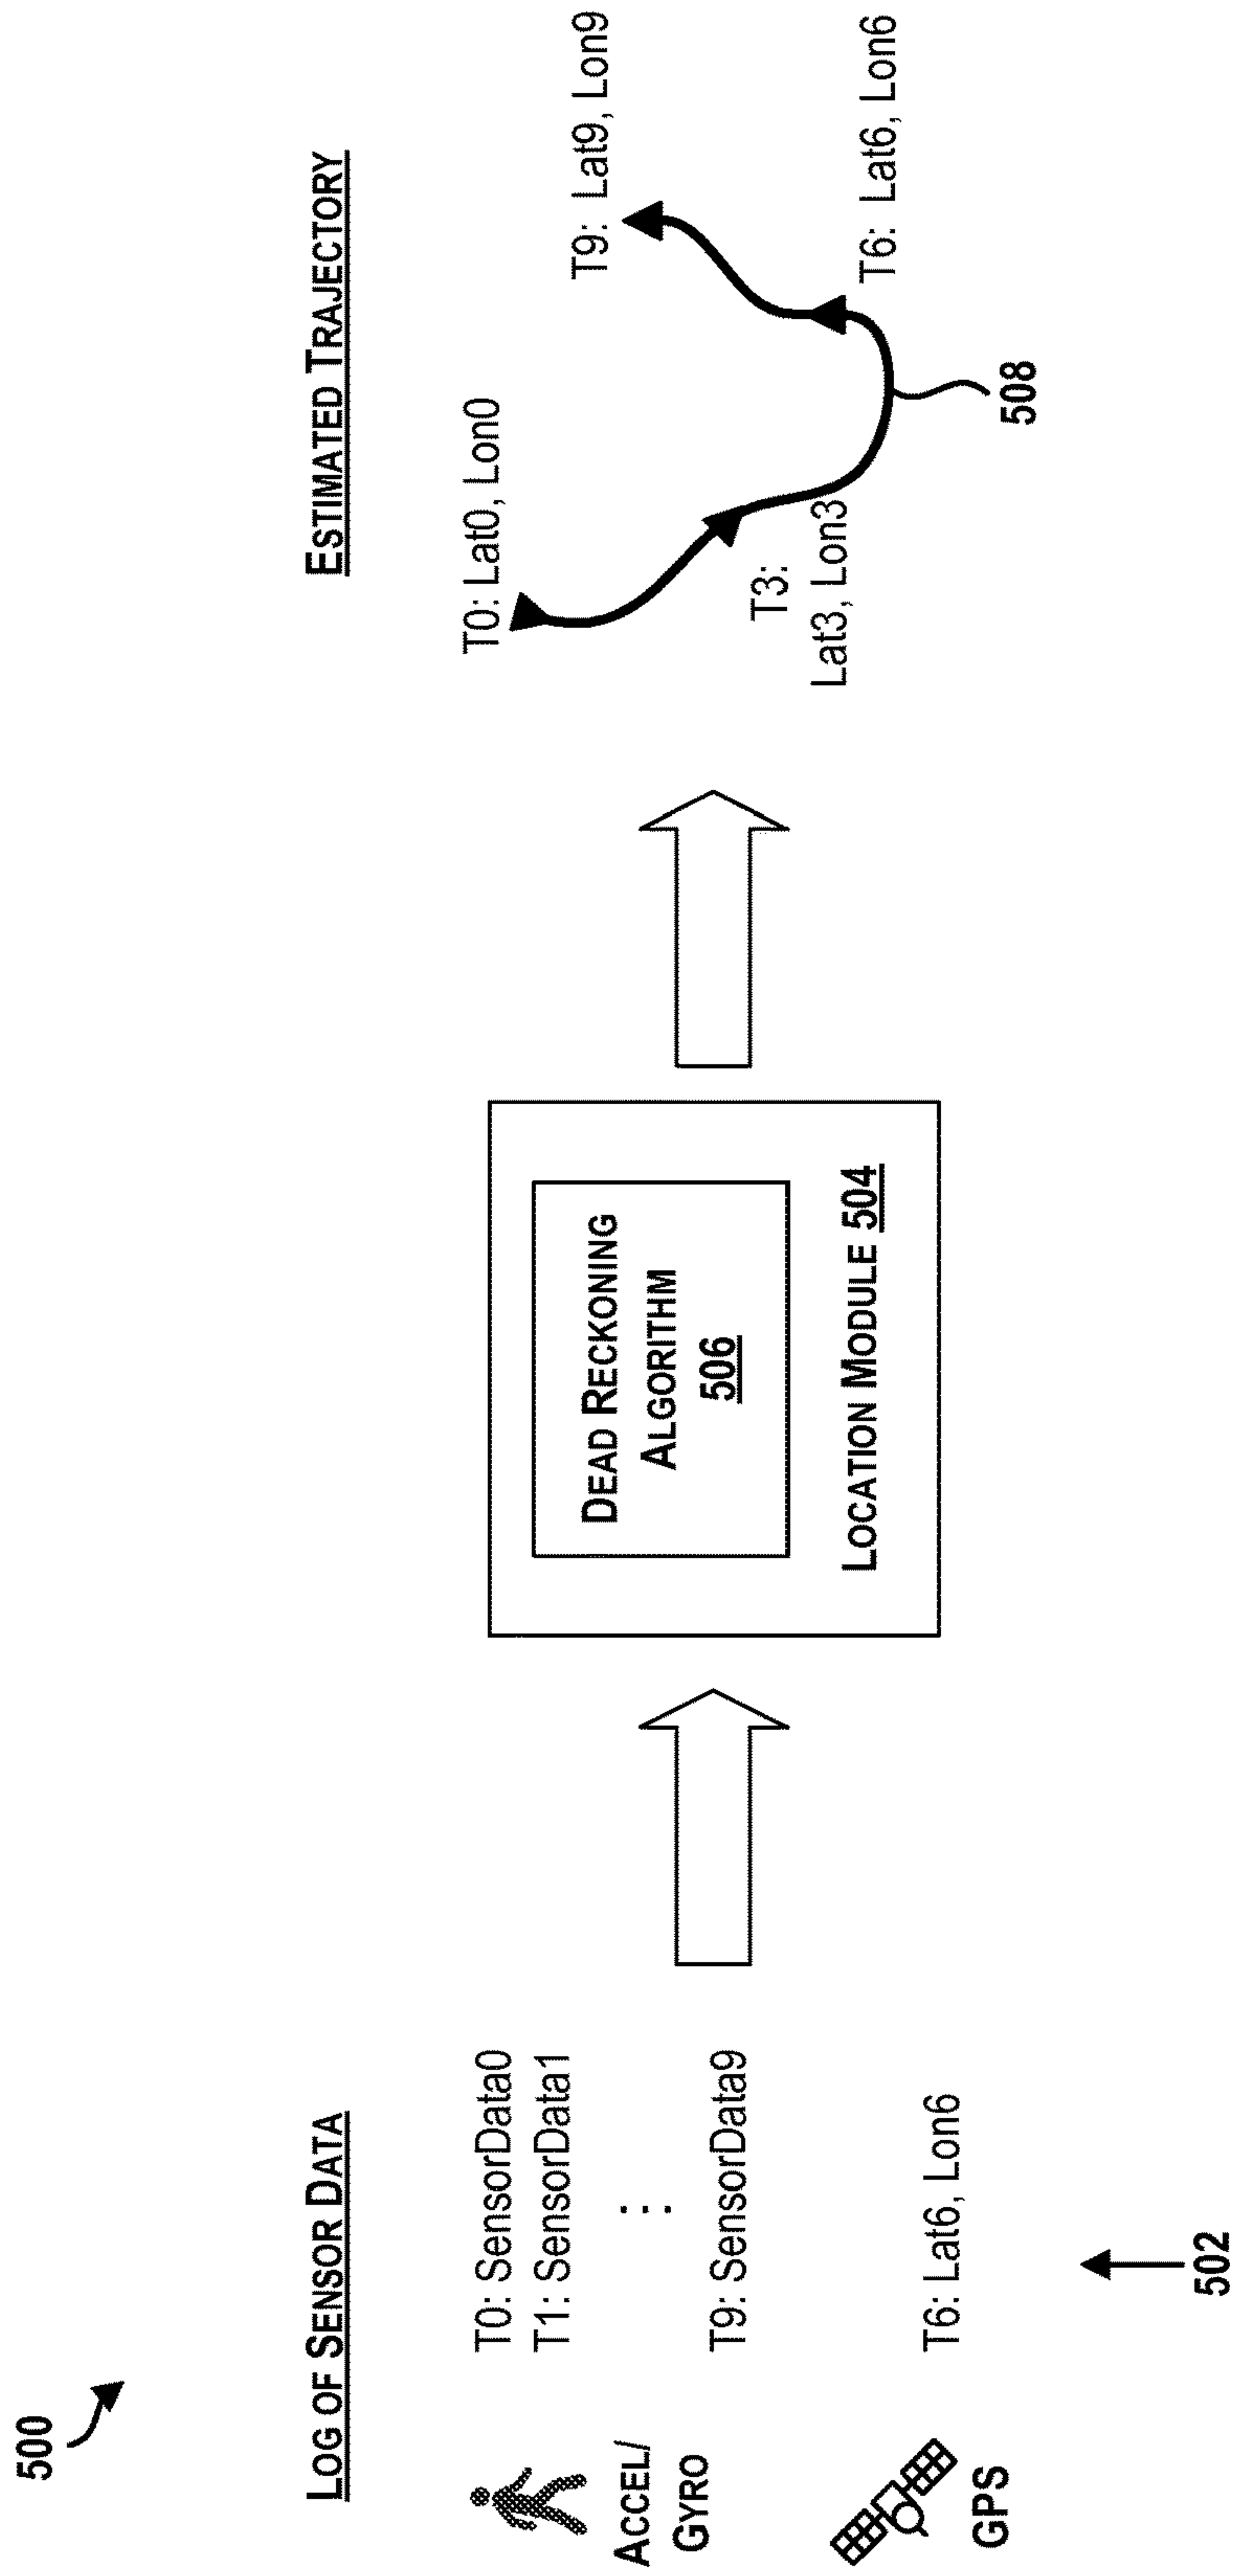 500
LOG OF SENSOR DATA
ACCEL/
GYRO
T0: SensorData0
T1: SensorData1
⋮
T9: SensorData9
GPS
T6: Lat6, Lon6
502
DEAD RECKONING
ALGORITHM
506
LOCATION MODULE 504
ESTIMATED TRAJECTORY
T0: Lat0, Lon0
T9: Lat9, Lon9
T3:
Lat3, Lon3
T6: Lat6, Lon6
508